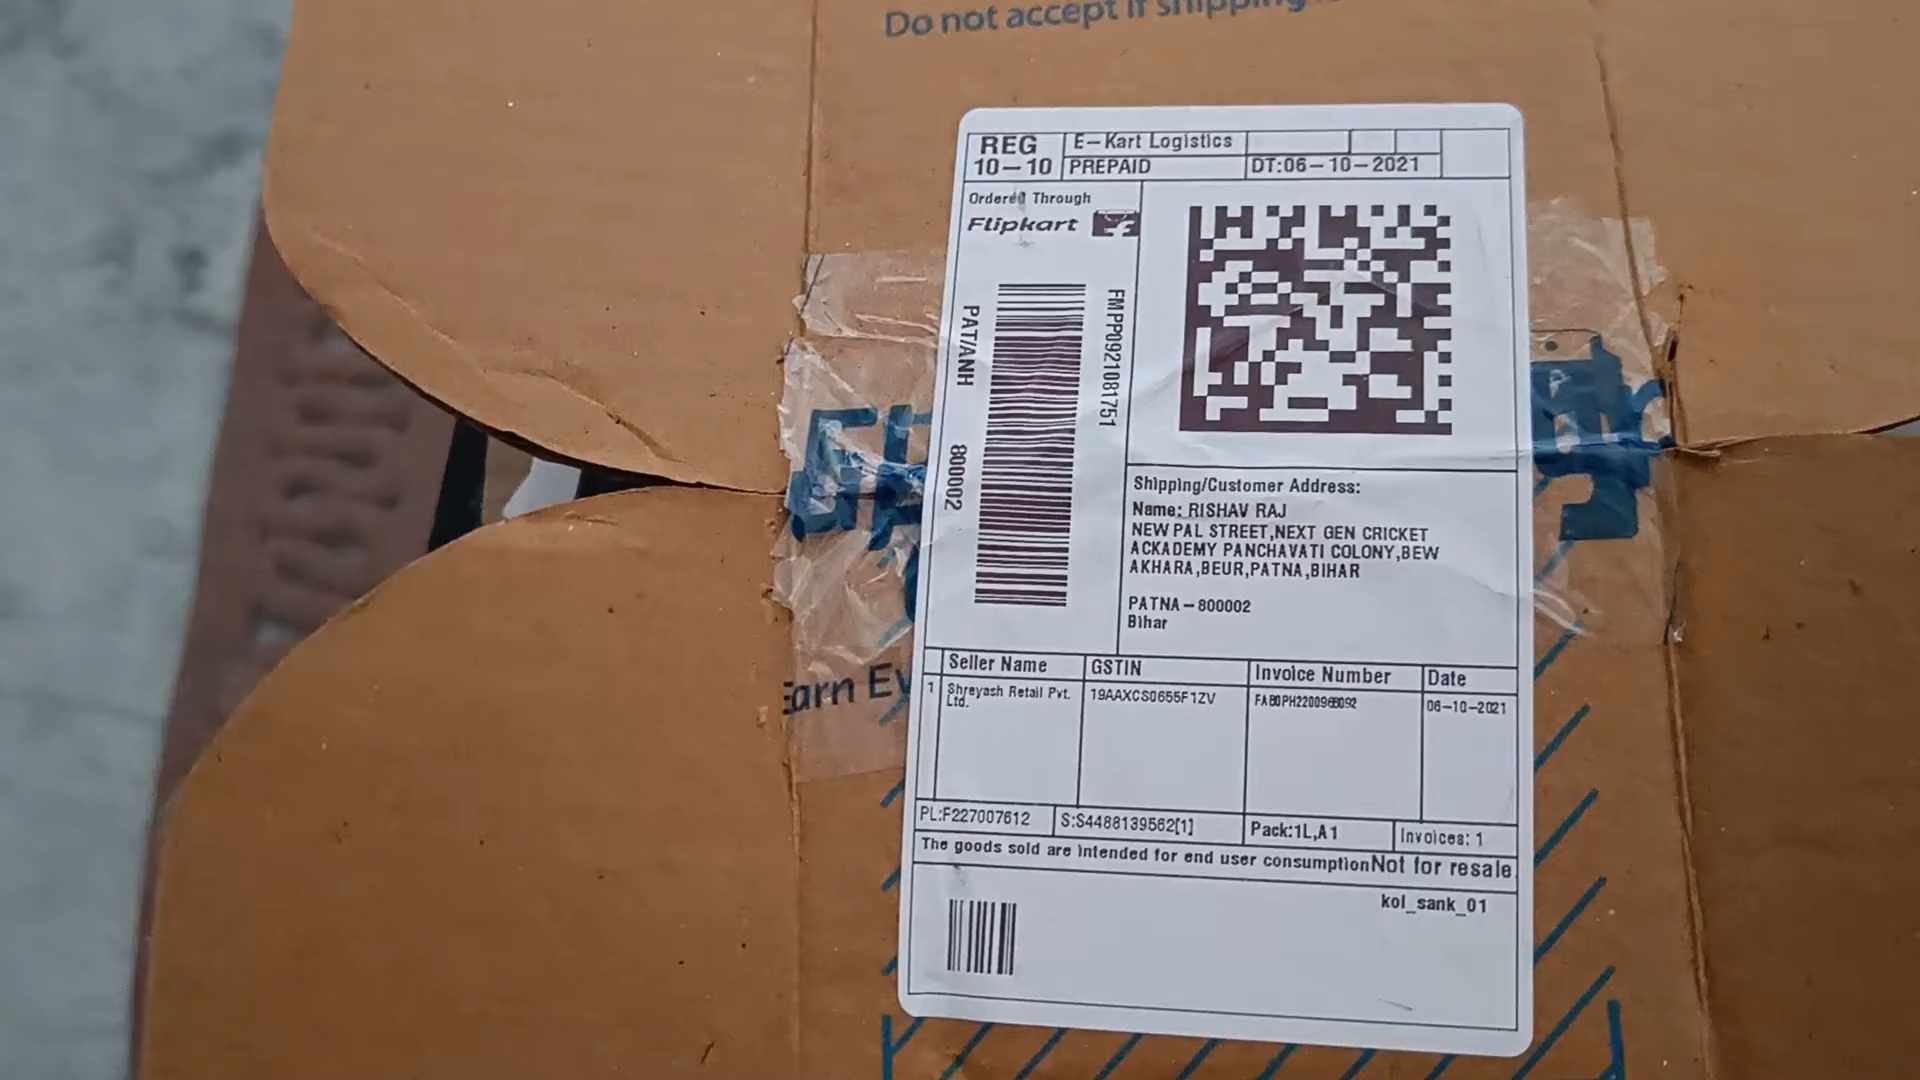 Do not accept if shipping
REG
10-10
E-Kart Logistics
PREPAID
DT:06-10-2021
Ordered Through
Flipkart
PAT/ANH 800002
FMPP0921081751
Shipping/Customer Address:
Name: RISHAV RAJ
NEW PAL STREET,NEXT GEN CRICKET
ACKADEMY PANCHAVATI COLONY,BEW
AKHARA,BEUR,PATNA,BIHAR
PATNA-800002
Bihar
Seller Name GSTIN Invoice Number Date
1 Shreyash Retail Pvt. 19AAXCS0655F1ZV 06-10-2021
Ltd.
PL:F227007612 S:S4488139562[1] Pack:1L,A1 Invoices: 1
The goods sold are intended for end user consumption Not for resale
kol_sank_01
Earn